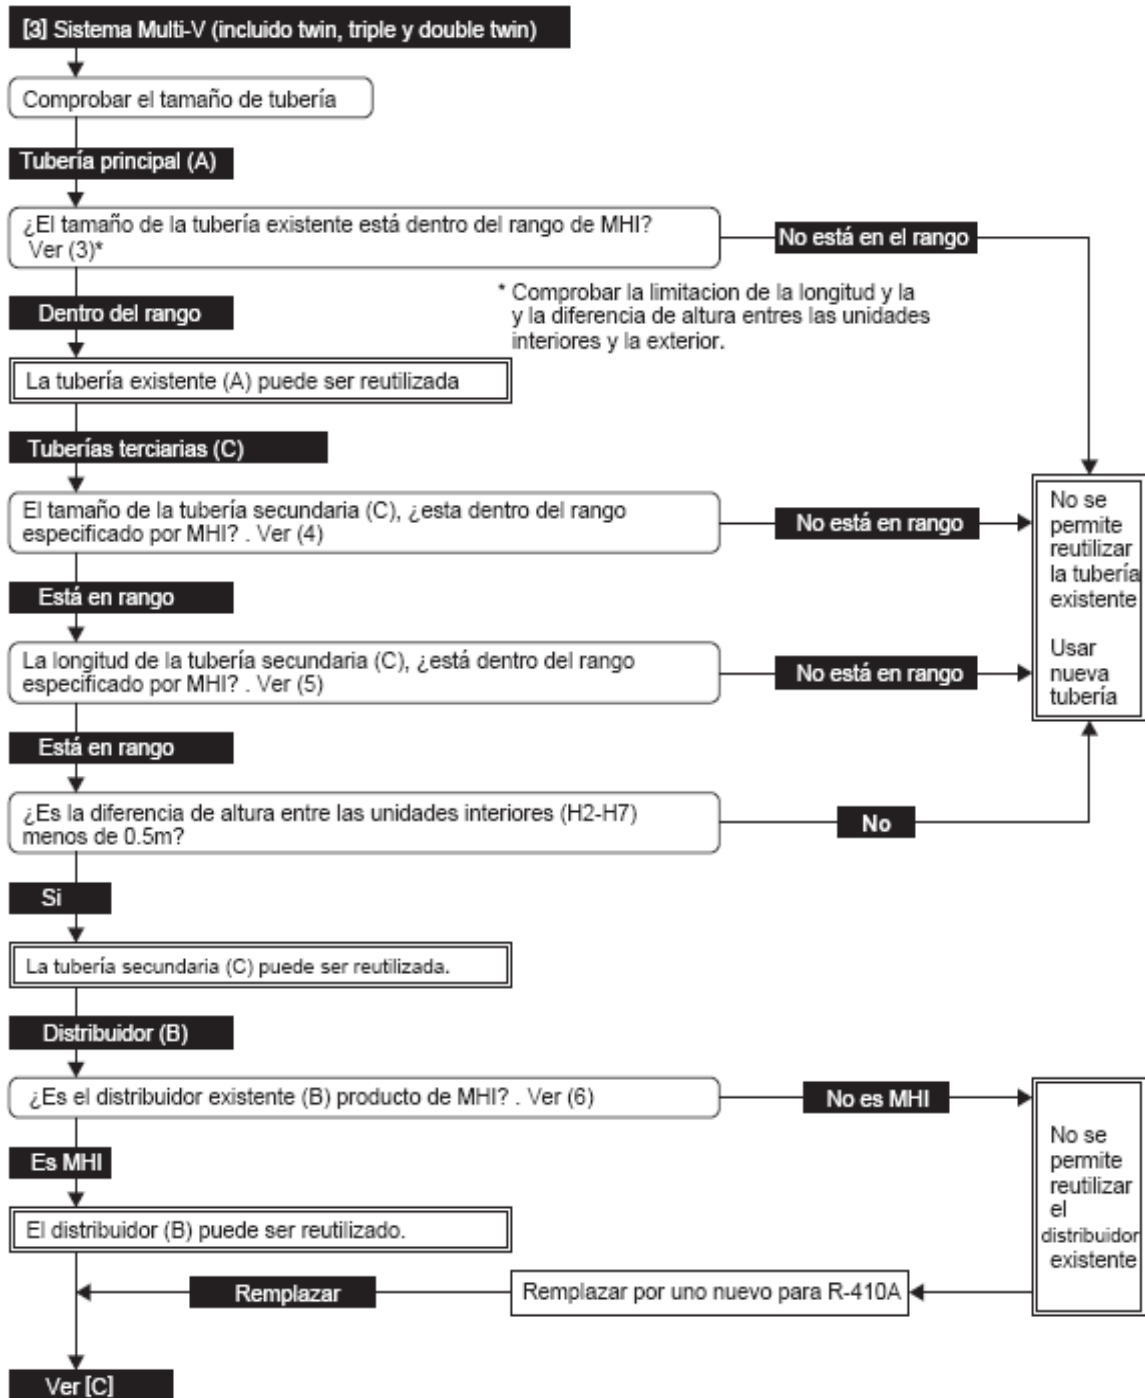 [3] Sistema Multi-V (incluido twin, triple y double twin)
Comprobar el tamaño de tubería
Tubería principal (A)
¿El tamaño de la tubería existente está dentro del rango de MHI?
Ver (3)*
No está en el rango
* Comprobar la limitacion de la longitud y la
y la diferencia de altura entres las unidades
interiores y la exterior.
Dentro del rango
La tubería existente (A) puede ser reutilizada
Tuberías terciarias (C)
El tamaño de la tubería secundaria (C), ¿esta dentro del rango
especificado por MHI? . Ver (4)
No está en rango
No se
permite
reutilizar
la tubería
existente
Usar
nueva
tubería
Está en rango
La longitud de la tubería secundaria (C), ¿está dentro del rango
especificado por MHI? . Ver (5)
No está en rango
Está en rango
¿Es la diferencia de altura entre las unidades interiores (H2-H7)
menos de 0.5m?
No
Si
La tubería secundaria (C) puede ser reutilizada.
Distribuidor (B)
¿Es el distribuidor existente (B) producto de MHI? . Ver (6)
No es MHI
No se
permite
reutilizar
el
distribuidor
existente
Es MHI
El distribuidor (B) puede ser reutilizado.
Remplazar
Remplazar por uno nuevo para R-410A
Ver [C]